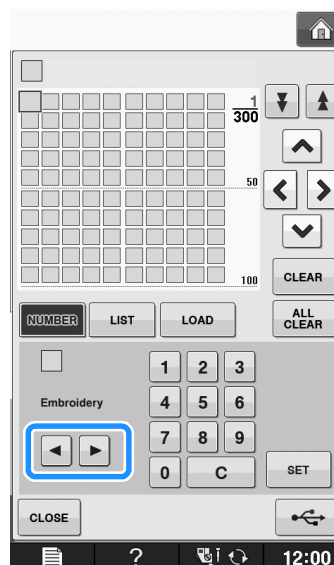 1
300
50
100
CLEAR
NUMBER
LIST
LOAD
ALL
CLEAR
Embroidery
1
2
3
4
5
6
7
8
9
0
C
SET
CLOSE
?
12:00